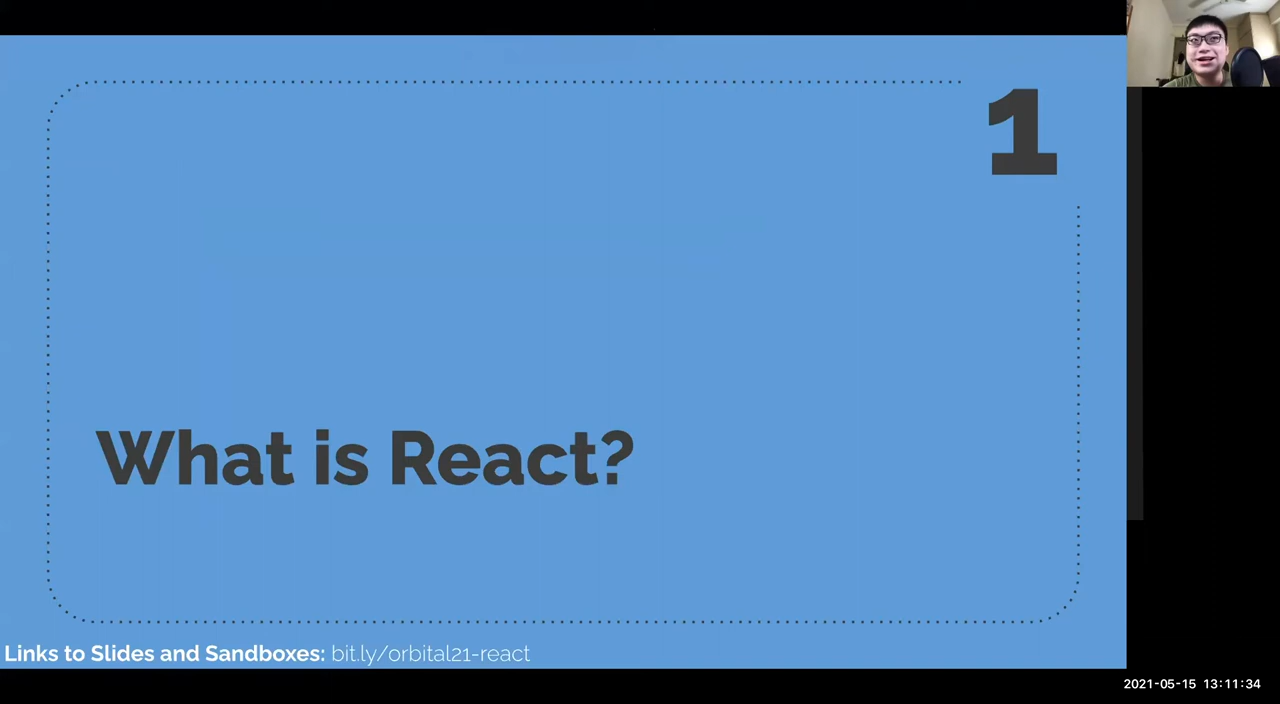 1
What is React?
Links to Slides and Sandboxes: bit.ly/orbital21-react
2021-05-15 13:11:34